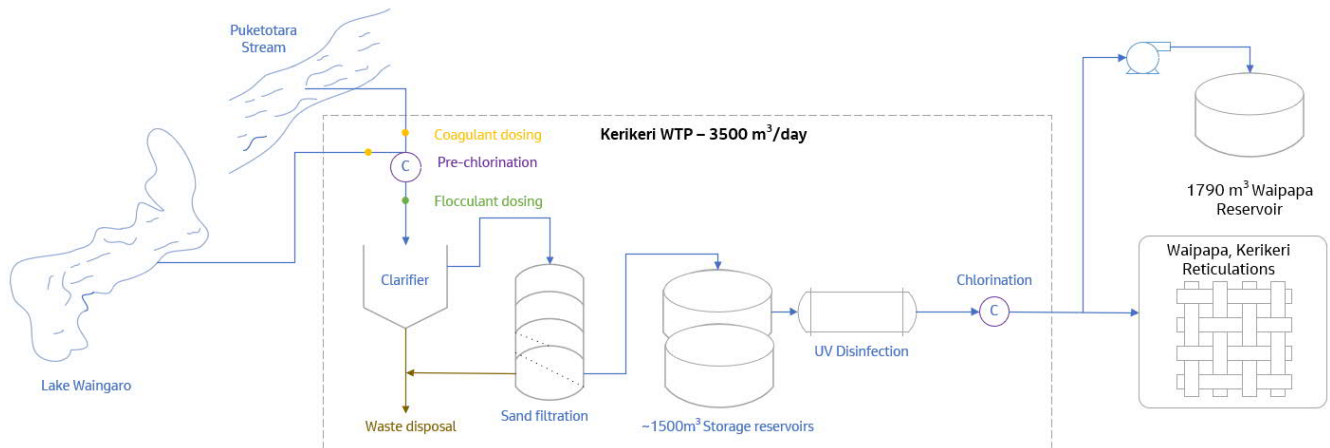 Puketotara
Stream
Coagulant dosing
Kerikeri WTP – 3500 m³/day
C
Pre-chlorination
Flocculant dosing
1790 m³ Waipapa
Reservoir
Waipapa, Kerikeri
Reticulations
Clarifier
Chlorination
C
UV Disinfection
Lake Waingaro
Waste disposal
Sand filtration
~1500m³ Storage reservoirs